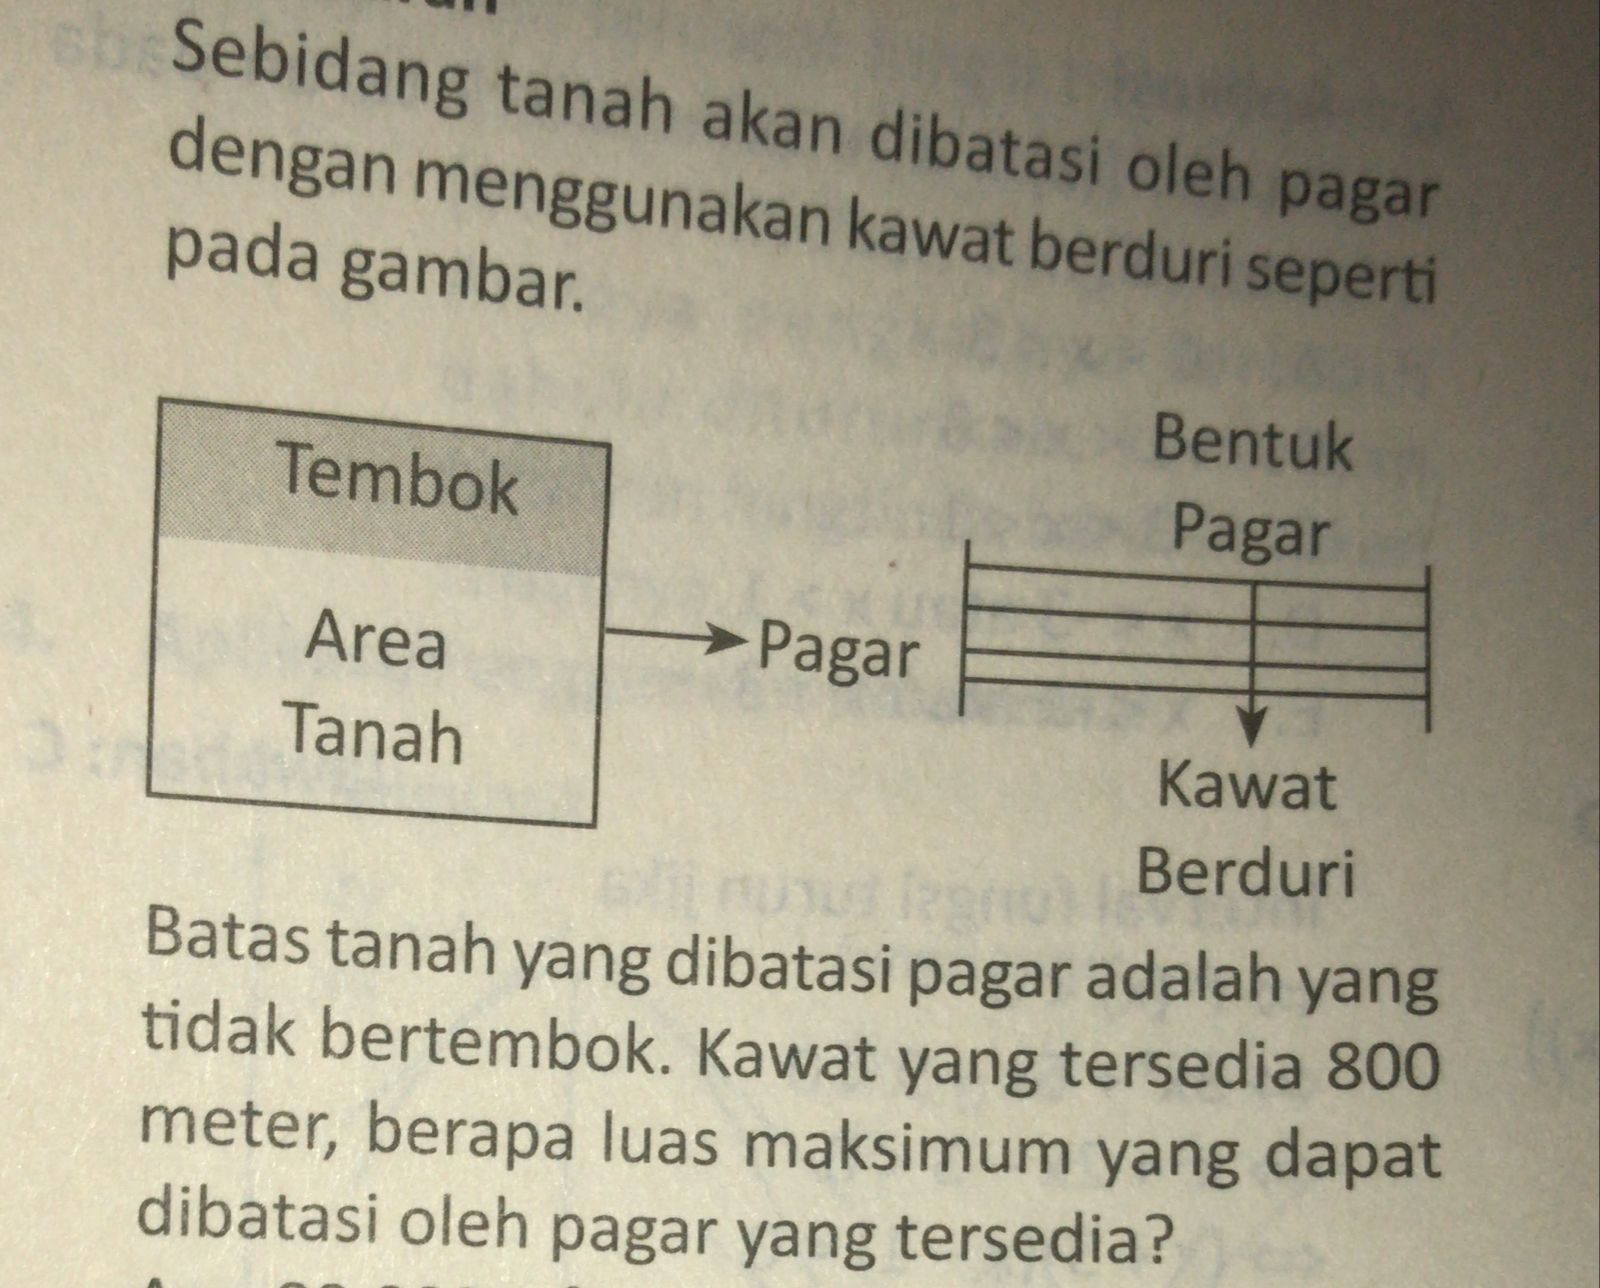 Sebidang tanah akan dibatasi oleh pagar
dengan menggunakan kawat berduri seperti
pada gambar.
Tembok
Area
Tanah
Pagar
Bentuk
Pagar
Kawat
Berduri
Batas tanah yang dibatasi pagar adalah yang
tidak bertembok. Kawat yang tersedia 800
meter, berapa luas maksimum yang dapat
dibatasi oleh pagar yang tersedia?